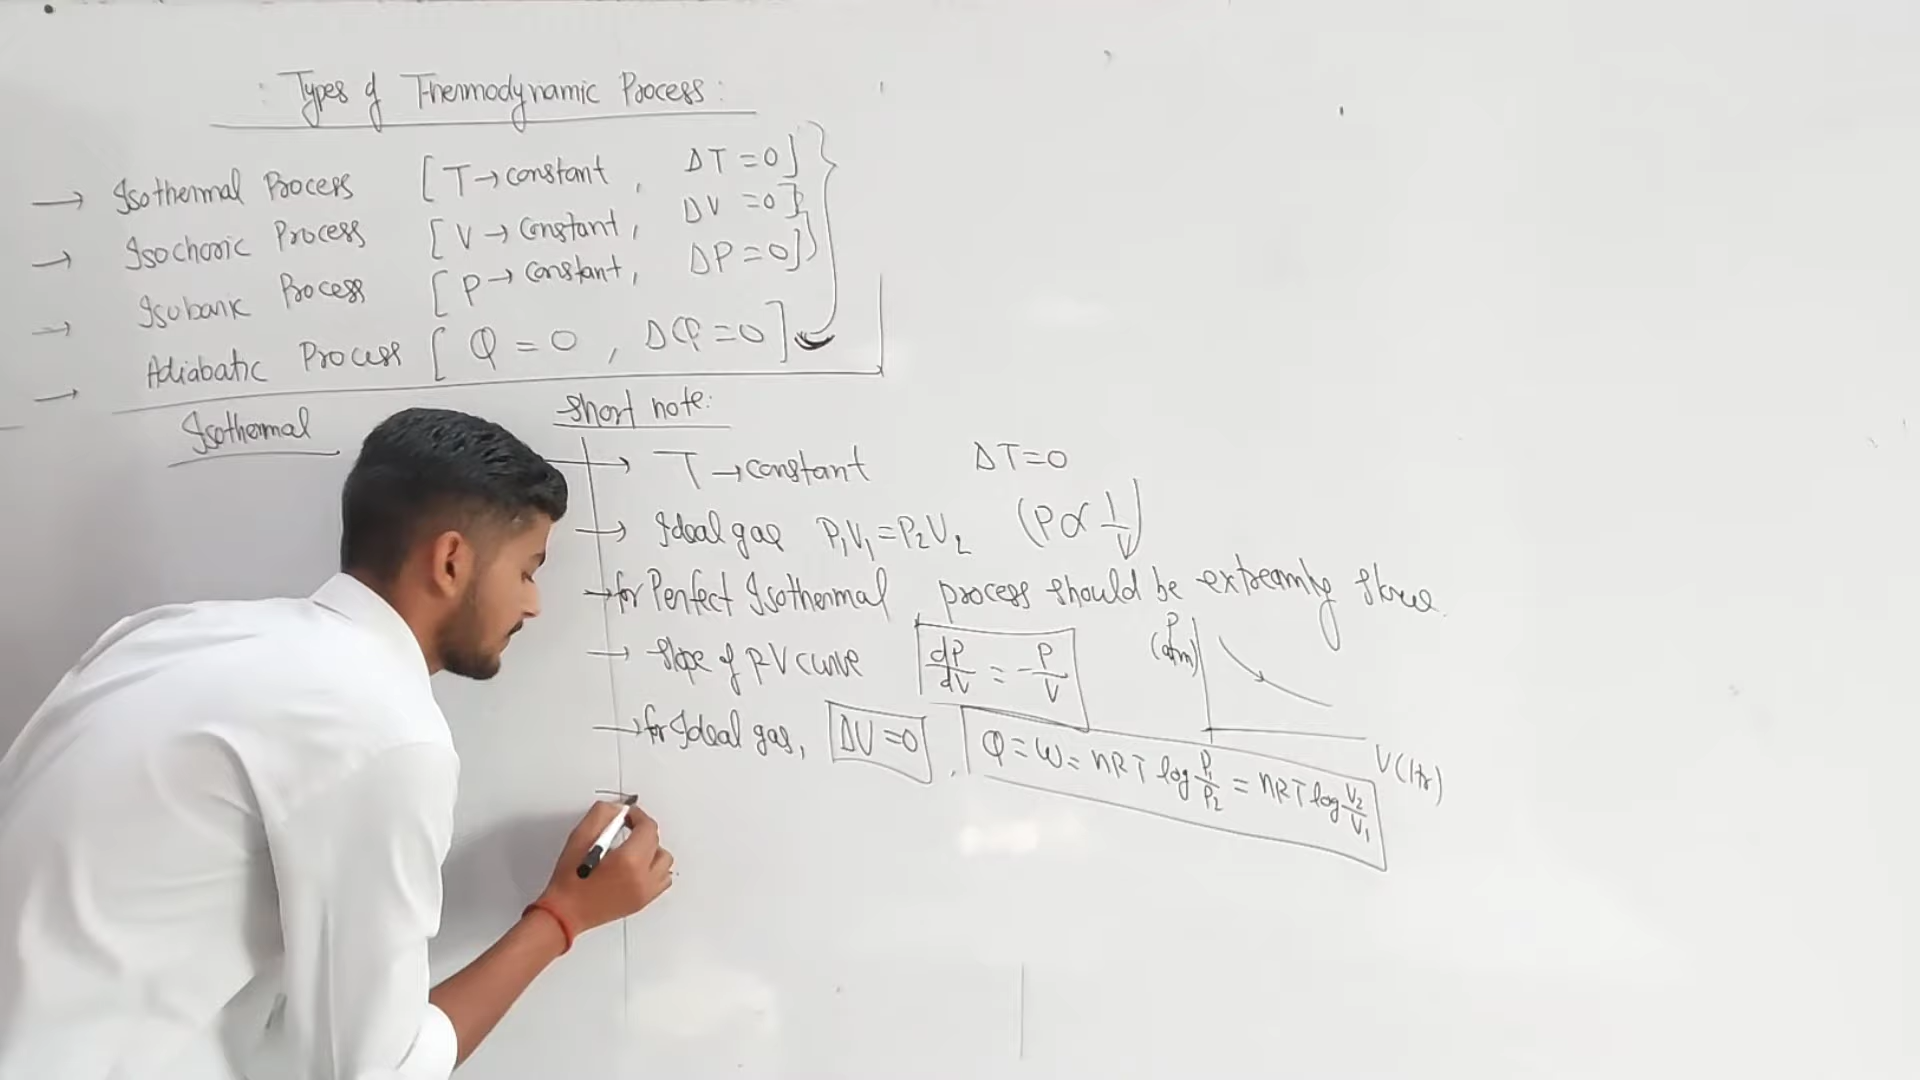 : Types of Thermodynamic Process :
→ Isothermal Process [T → constant, ΔT = 0]
→ Isochoric Process [V → Constant, ΔV = 0]
→ Isobaric Process [P → Constant, ΔP = 0]
→ Adiabatic Process [Q = 0, ΔQ = 0]
Isothermal
Short note:
→ T → constant ΔT=0
→ Ideal gas P₁V₁=P₂V₂ (P ∝ 1/V)
→ for Perfect Isothermal process should be extreamly
→ Slope of PV curve dP/dV = -P/V
P (atm)
V (ltr)
→ for Ideal gas, ΔU=0, Q = W = nRT log P₁/P₂ = nRT log V₂/V₁